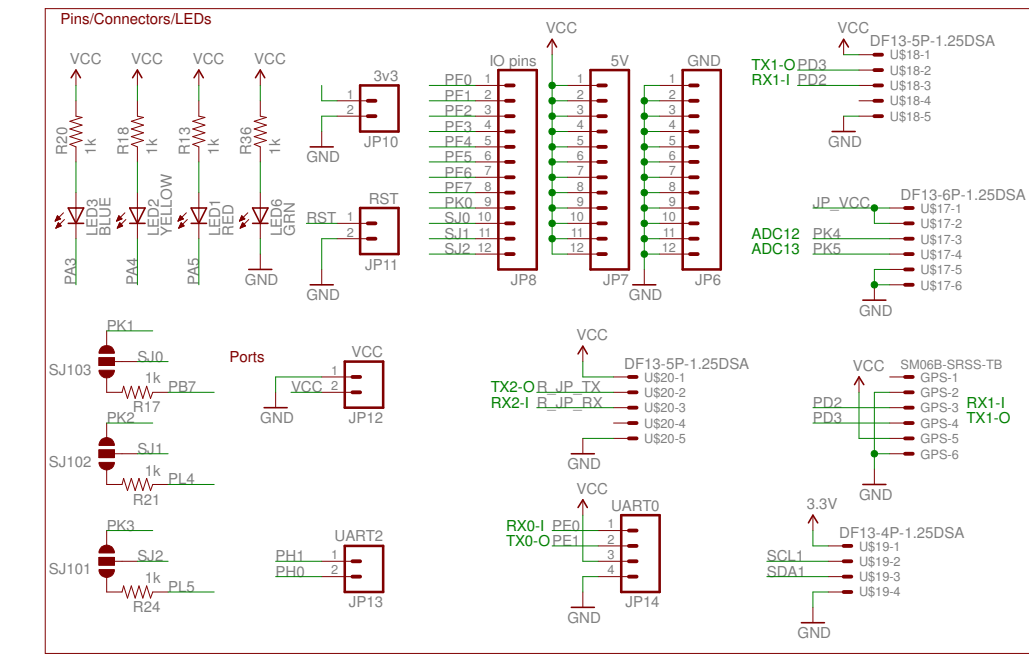 Pins/Connectors/LEDs
VCC
VCC
VCC
VCC
R20
1k
R18
1k
R13
1k
R36
1k
LED3
BLUE
LED2
YELLOW
LED1
RED
LED6
GRN
PA3
PA4
PA5
GND
3v3
1
2
GND
JP10
RST
RST
1
2
GND
JP11
IO pins
PF0 1
PF1 2
PF2 3
PF3 4
PF4 5
PF5 6
PF6 7
PF7 8
PK0 9
SJ0 10
SJ1 11
SJ2 12
JP8
VCC
5V
1
2
3
4
5
6
7
8
9
10
11
12
JP7
GND
1
2
3
4
5
6
7
8
9
10
11
12
GND
JP6
VCC
DF13-5P-1.25DSA
U$18-1
TX1-O PD3 U$18-2
RX1-I PD2 U$18-3
U$18-4
U$18-5
GND
DF13-6P-1.25DSA
JP_VCC U$17-1
U$17-2
ADC12 PK4 U$17-3
ADC13 PK5 U$17-4
U$17-5
U$17-6
GND
PK1
SJ0
SJ103
1k
PB7
R17
PK2
SJ1
SJ102
1k
PL4
R21
PK3
SJ2
SJ101
1k
PL5
R24
Ports
VCC
1
VCC 2
GND
JP12
UART2
PH1 1
PH0 2
JP13
VCC
DF13-5P-1.25DSA
U$20-1
TX2-O R_JP_TX U$20-2
RX2-I R_JP_RX U$20-3
U$20-4
U$20-5
GND
VCC
UART0
RX0-I PE0 1
TX0-O PE1 2
3
4
GND
JP14
VCC
SM06B-SRSS-TB
GPS-1
GPS-2
PD2 GPS-3 RX1-I
PD3 GPS-4 TX1-O
GPS-5
GPS-6
GND
3.3V
DF13-4P-1.25DSA
U$19-1
SCL1 U$19-2
SDA1 U$19-3
U$19-4
GND